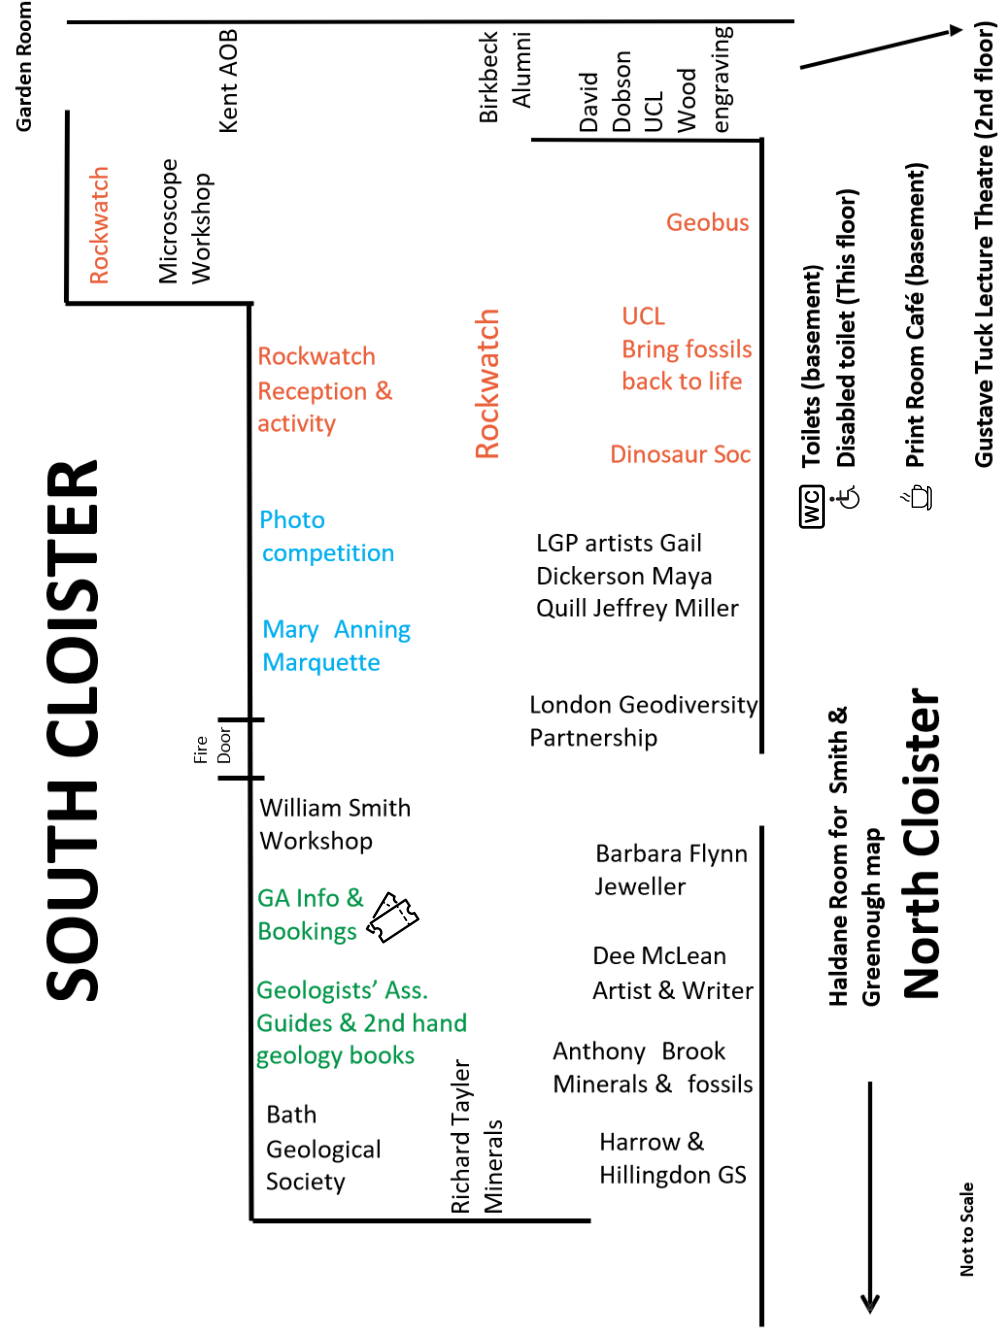 Garden Room
Kent AOB
Birkbeck
Alumni
David
Dobson
UCL
Wood
engraving
Gustave Tuck Lecture Theatre (2nd floor)
Rockwatch
Microscope
Workshop
Geobus
UCL
Bring fossils
back to life
Dinosaur Soc
Rockwatch
Rockwatch
Reception &
activity
WC Toilets (basement)
Disabled toilet (This floor)
Print Room Café (basement)
SOUTH CLOISTER
Photo
competition
LGP artists Gail
Dickerson Maya
Quill Jeffrey Miller
Mary Anning
Marquette
London Geodiversity
Partnership
Fire
Door
William Smith
Workshop
Barbara Flynn
Jeweller
GA Info &
Bookings
Dee McLean
Artist & Writer
Geologists’ Ass.
Guides & 2nd hand
geology books
Anthony Brook
Minerals & fossils
Bath
Geological
Society
Richard Tayler
Minerals
Harrow &
Hillingdon GS
Haldane Room for Smith &
Greenough map
North Cloister
Not to Scale